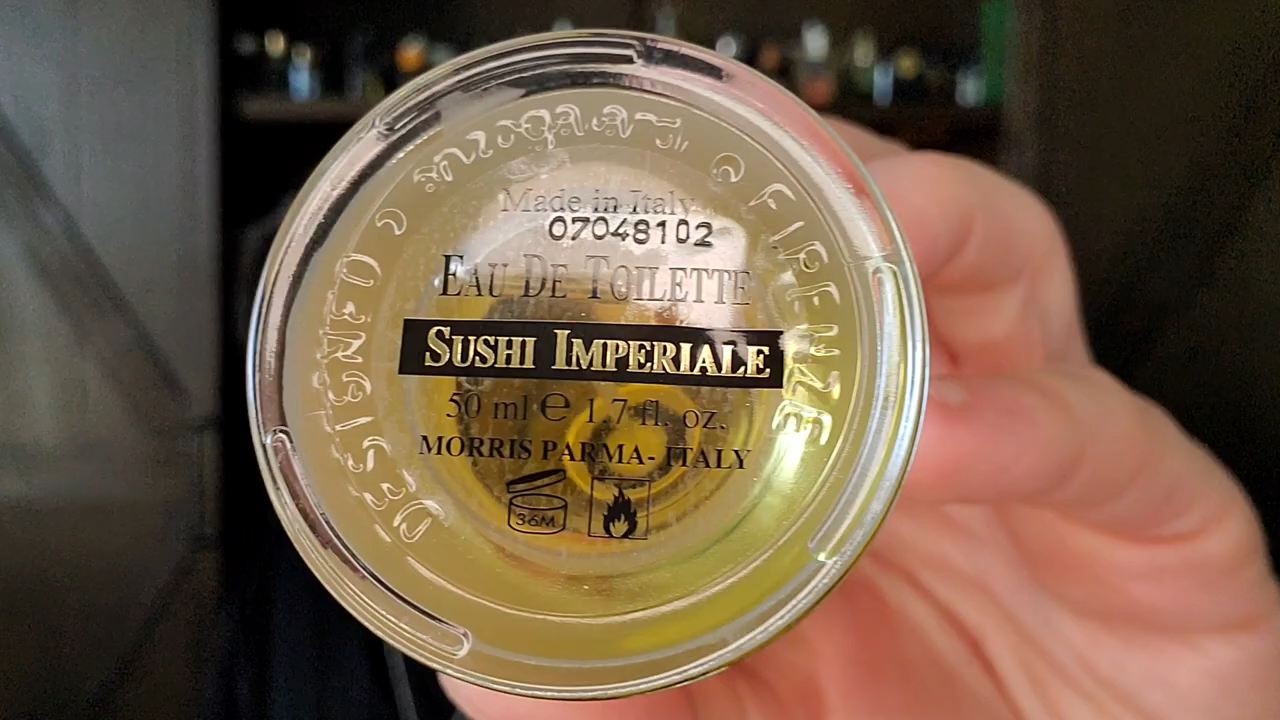 Made in Italy
07048102
EAU DE TOILETTE
SUSHI IMPERIALE
50 ml ℮ 1.7 fl. oz.
MORRIS PARMA- ITALY
36M
FIRENZE